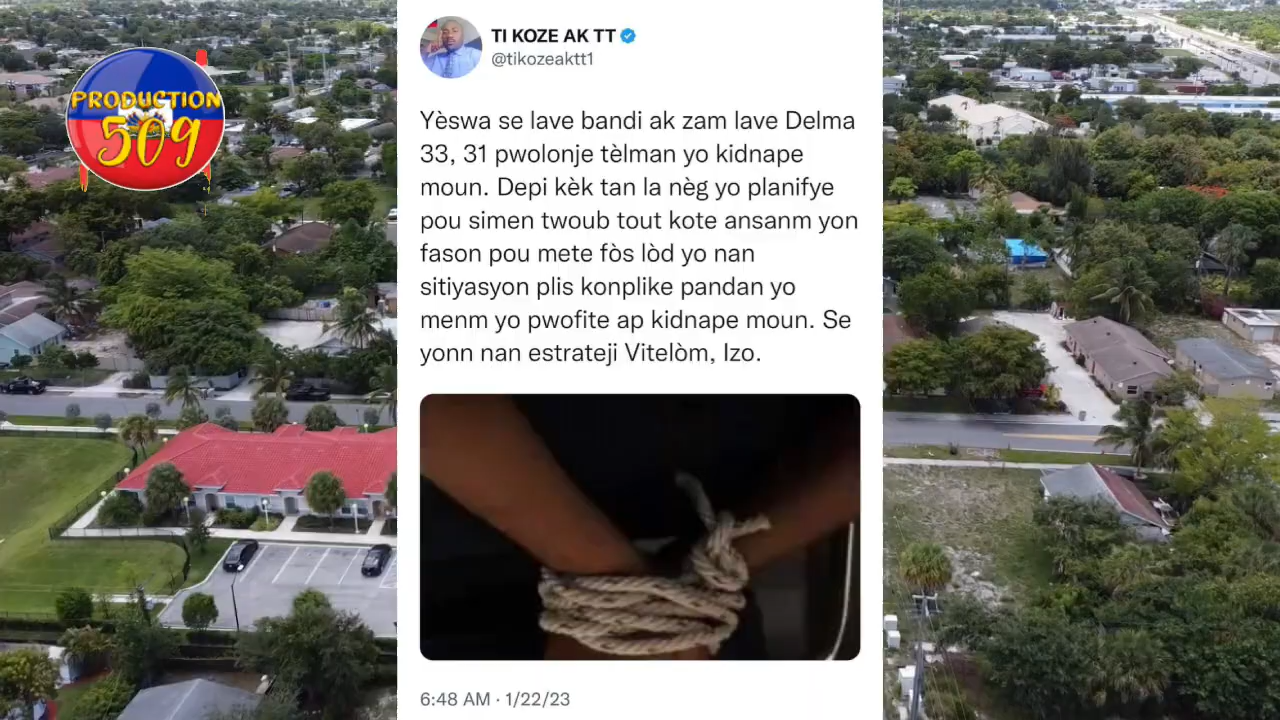 PRODUCTION
509
TI KOZE AK TT
@tikozeaktt1
Yèswa se lave bandi ak zam lave Delma
33, 31 pwolonje tèlman yo kidnape
moun. Depi kèk tan la nèg yo planifye
pou simen twoub tout kote ansanm yon
fason pou mete fòs lòd yo nan
sitiyasyon plis konplike pandan yo
menm yo pwofite ap kidnape moun. Se
yonn nan estrateji Vitelòm, Izo.
6:48 AM · 1/22/23